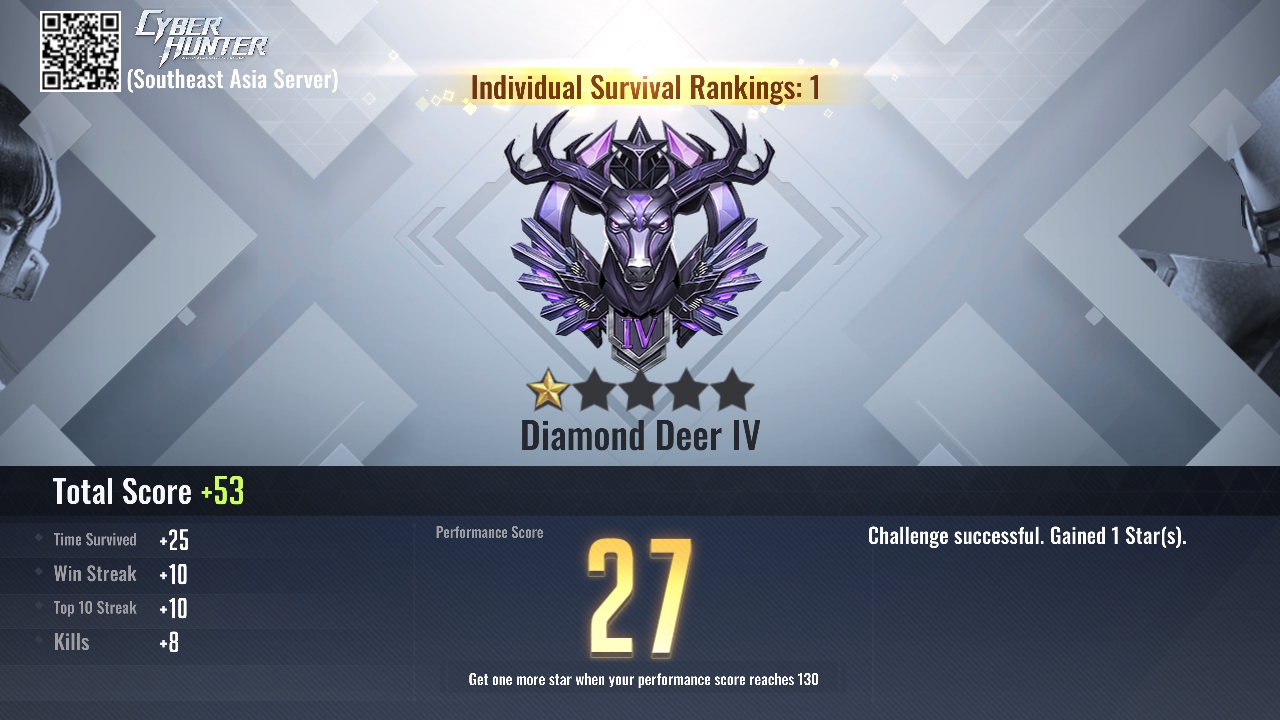 CYBER
HUNTER
(Southeast Asia Server)
Individual Survival Rankings: 1
IV
Diamond Deer IV
Total Score +53
Time Survived +25
Win Streak +10
Top 10 Streak +10
Kills +8
Performance Score
27
Get one more star when your performance score reaches 130
Challenge successful. Gained 1 Star(s).